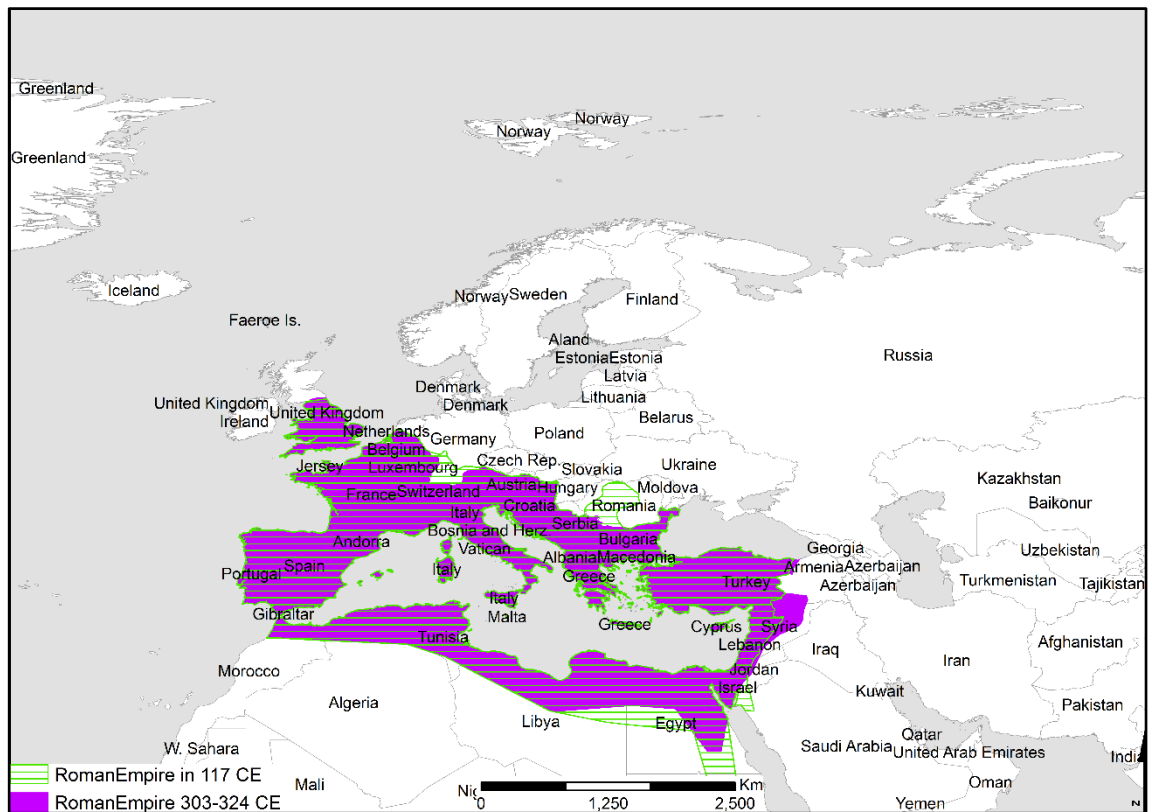 Greenland
Norway
Norway
Greenland
Iceland
Norway
Sweden
Finland
Faeroe Is.
Aland
Russia
Estonia
Estonia
Latvia
Denmark
Lithuania
United Kingdom
Denmark
United Kingdom
Belarus
Ireland
Netherlands
Germany
Poland
Belgium
Czech Rep.
Jersey
Luxembourg
Slovakia
Ukraine
Austria
Hungary
Moldova
Kazakhstan
France
Switzerland
Croatia
Romania
Baikonur
Italy
Serbia
Bosnia and Herz.
Bulgaria
Andorra
Vatican
Georgia
Uzbekistan
Albania
Macedonia
Armenia
Azerbaijan
Portugal
Spain
Italy
Greece
Turkey
Azerbaijan
Turkmenistan
Tajikistan
Italy
Gibraltar
Malta
Greece
Cyprus
Syria
Tunisia
Lebanon
Iraq
Iran
Afghanistan
Morocco
Jordan
Israel
Kuwait
Algeria
Pakistan
Libya
Egypt
Qatar
W. Sahara
Saudi Arabia
United Arab Emirates
India
Mali
Oman
Yemen
RomanEmpire in 117 CE
RomanEmpire 303-324 CE
Km
0 1,250 2,500
z